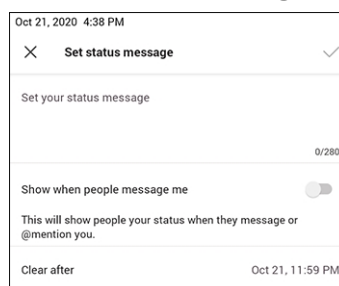 Oct 21, 2020 4:38 PM
Set status message
Set your status message
0/280
Show when people message me
This will show people your status when they message or
@mention you.
Clear after Oct 21, 11:59 PM